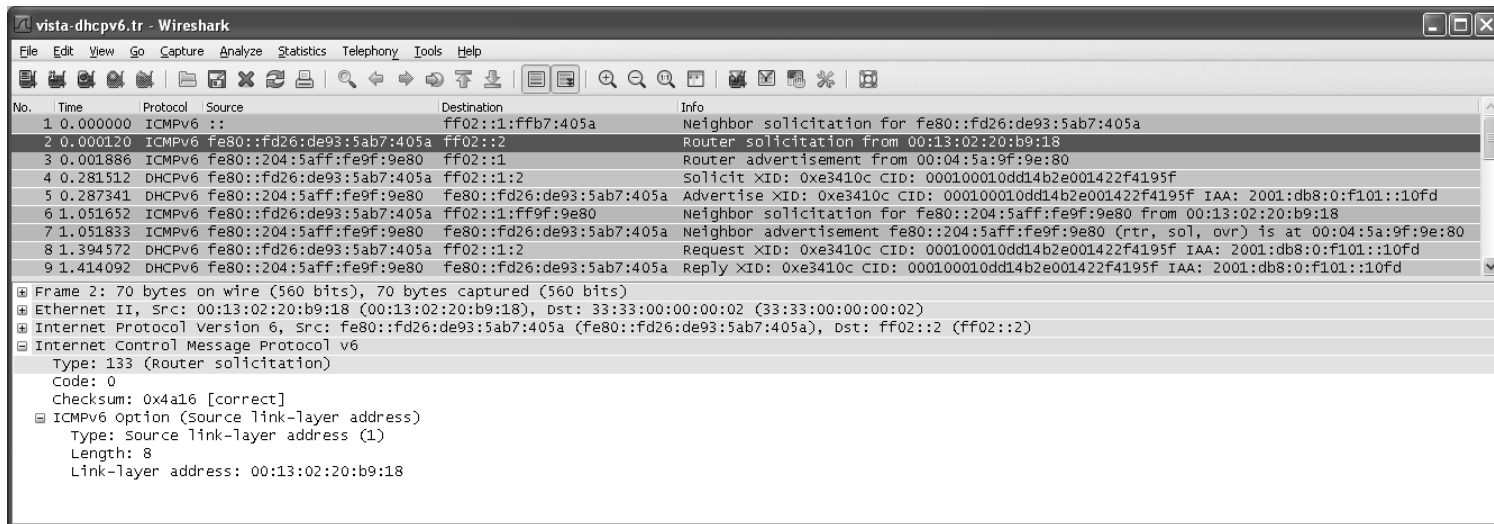 vista-dhcpv6.tr - Wireshark
File Edit View Go Capture Analyze Statistics Telephony Tools Help
No. Time Protocol Source Destination Info
1 0.000000 ICMPv6 :: ff02::1:ffb7:405a Neighbor solicitation for fe80::fd26:de93:5ab7:405a
2 0.000120 ICMPv6 fe80::fd26:de93:5ab7:405a ff02::2 Router solicitation from 00:13:02:20:b9:18
3 0.001886 ICMPv6 fe80::204:5aff:fe9f:9e80 ff02::1 Router advertisement from 00:04:5a:9f:9e:80
4 0.281512 DHCPv6 fe80::fd26:de93:5ab7:405a ff02::1:2 Solicit XID: 0xe3410c CID: 000100010dd14b2e001422f4195f
5 0.287341 DHCPv6 fe80::204:5aff:fe9f:9e80 fe80::fd26:de93:5ab7:405a Advertise XID: 0xe3410c CID: 000100010dd14b2e001422f4195f IAA: 2001:db8:0:f101::10fd
6 1.051652 ICMPv6 fe80::fd26:de93:5ab7:405a ff02::1:ff9f:9e80 Neighbor solicitation for fe80::204:5aff:fe9f:9e80 from 00:13:02:20:b9:18
7 1.051833 ICMPv6 fe80::204:5aff:fe9f:9e80 fe80::fd26:de93:5ab7:405a Neighbor advertisement fe80::204:5aff:fe9f:9e80 (rtr, sol, ovr) is at 00:04:5a:9f:9e:80
8 1.394572 DHCPv6 fe80::fd26:de93:5ab7:405a ff02::1:2 Request XID: 0xe3410c CID: 000100010dd14b2e001422f4195f IAA: 2001:db8:0:f101::10fd
9 1.414092 DHCPv6 fe80::204:5aff:fe9f:9e80 fe80::fd26:de93:5ab7:405a Reply XID: 0xe3410c CID: 000100010dd14b2e001422f4195f IAA: 2001:db8:0:f101::10fd
Frame 2: 70 bytes on wire (560 bits), 70 bytes captured (560 bits)
Ethernet II, Src: 00:13:02:20:b9:18 (00:13:02:20:b9:18), Dst: 33:33:00:00:00:02 (33:33:00:00:00:02)
Internet Protocol Version 6, Src: fe80::fd26:de93:5ab7:405a (fe80::fd26:de93:5ab7:405a), Dst: ff02::2 (ff02::2)
Internet Control Message Protocol v6
Type: 133 (Router solicitation)
Code: 0
Checksum: 0x4a16 [correct]
ICMPv6 Option (Source link-layer address)
Type: Source link-layer address (1)
Length: 8
Link-layer address: 00:13:02:20:b9:18